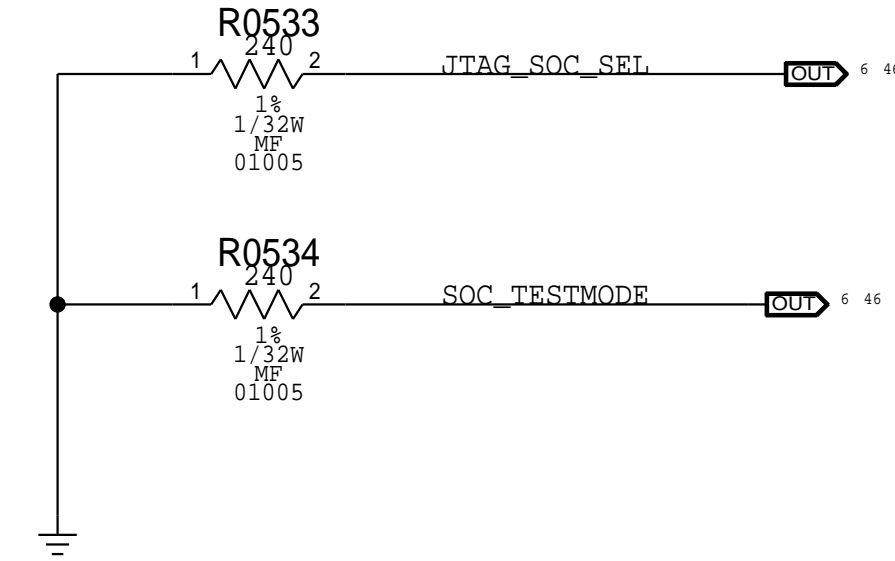 R0533
240
1 2 JTAG_SOC_SEL OUT 6 46
1%
1/32W
MF
01005
R0534
240
1 2 SOC_TESTMODE OUT 6 46
1%
1/32W
MF
01005